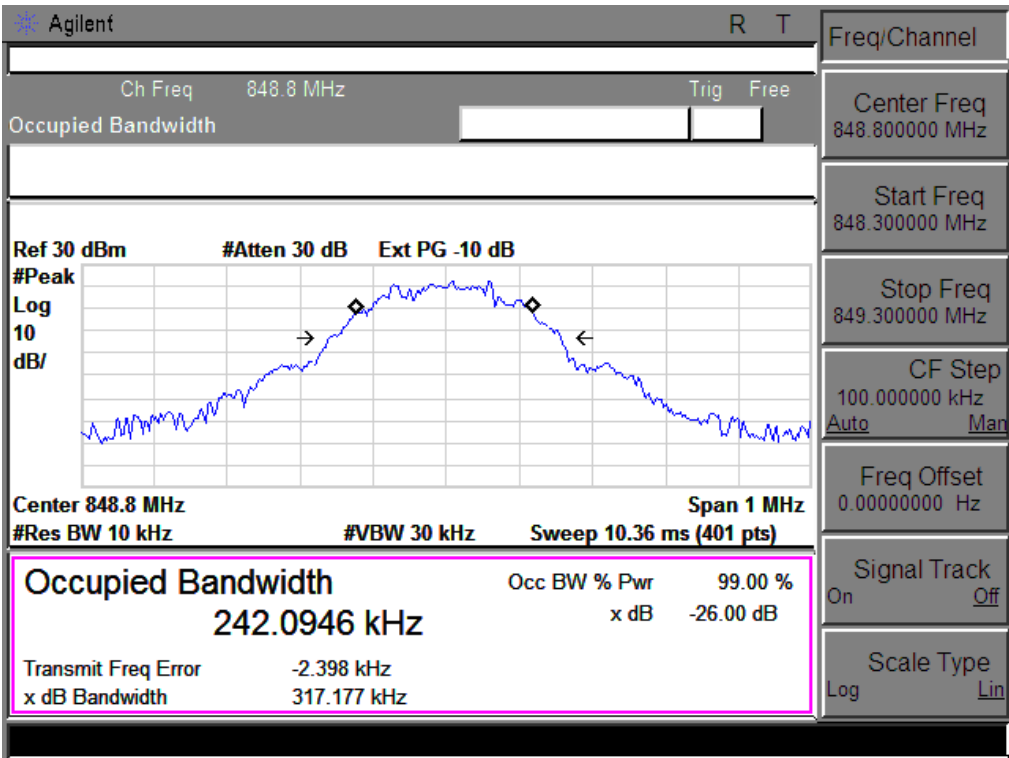 Agilent R T
Ch Freq 848.8 MHz Trig Free
Occupied Bandwidth
Ref 30 dBm #Atten 30 dB Ext PG -10 dB
#Peak
Log
10
dB/
Center 848.8 MHz Span 1 MHz
#Res BW 10 kHz #VBW 30 kHz Sweep 10.36 ms (401 pts)
Occupied Bandwidth Occ BW % Pwr 99.00 %
242.0946 kHz x dB -26.00 dB
Transmit Freq Error -2.398 kHz
x dB Bandwidth 317.177 kHz
Freq/Channel
Center Freq
848.800000 MHz
Start Freq
848.300000 MHz
Stop Freq
849.300000 MHz
CF Step
100.000000 kHz
Auto Man
Freq Offset
0.00000000 Hz
Signal Track
On Off
Scale Type
Log Lin